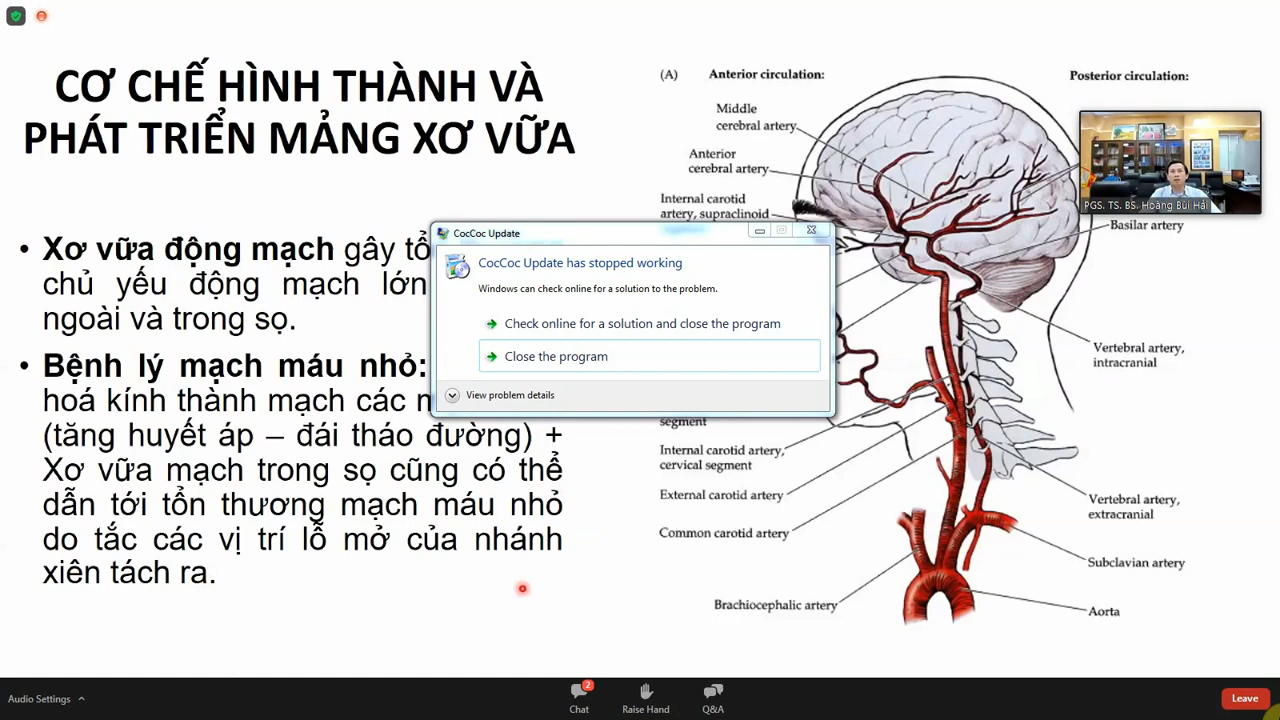 CƠ CHẾ HÌNH THÀNH VÀ
PHÁT TRIỂN MẢNG XƠ VỮA
• Xơ vữa động mạch gây tổ
chủ yếu động mạch lớn
ngoài và trong sọ.
• Bệnh lý mạch máu nhỏ:
hoá kính thành mạch các
(tăng huyết áp – đái tháo đường) +
Xơ vữa mạch trong sọ cũng có thể
dẫn tới tổn thương mạch máu nhỏ
do tắc các vị trí lỗ mở của nhánh
xiên tách ra.
(A) Anterior circulation:
Posterior circulation:
Middle
cerebral artery
Anterior
cerebral artery
Internal carotid
artery, supraclinoid
PGS. TS. BS. Hoàng Bùi Hải
Basilar artery
CocCoc Update
CocCoc Update has stopped working
Windows can check online for a solution to the problem.
Check online for a solution and close the program
Close the program
View problem details
Vertebral artery,
intracranial
segment
Internal carotid artery,
cervical segment
External carotid artery
Common carotid artery
Brachiocephalic artery
Vertebral artery,
extracranial
Subclavian artery
Aorta
Audio Settings
Chat
2
Raise Hand
Q&A
Leave